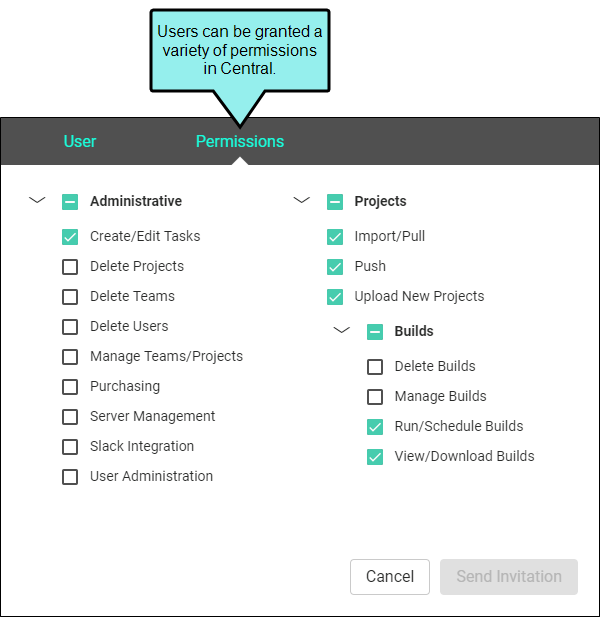 Users can be granted a
variety of permissions
in Central.
User
Permissions
Administrative
Create/Edit Tasks
Delete Projects
Delete Teams
Delete Users
Manage Teams/Projects
Purchasing
Server Management
Slack Integration
User Administration
Projects
Import/Pull
Push
Upload New Projects
Builds
Delete Builds
Manage Builds
Run/Schedule Builds
View/Download Builds
Cancel
Send Invitation